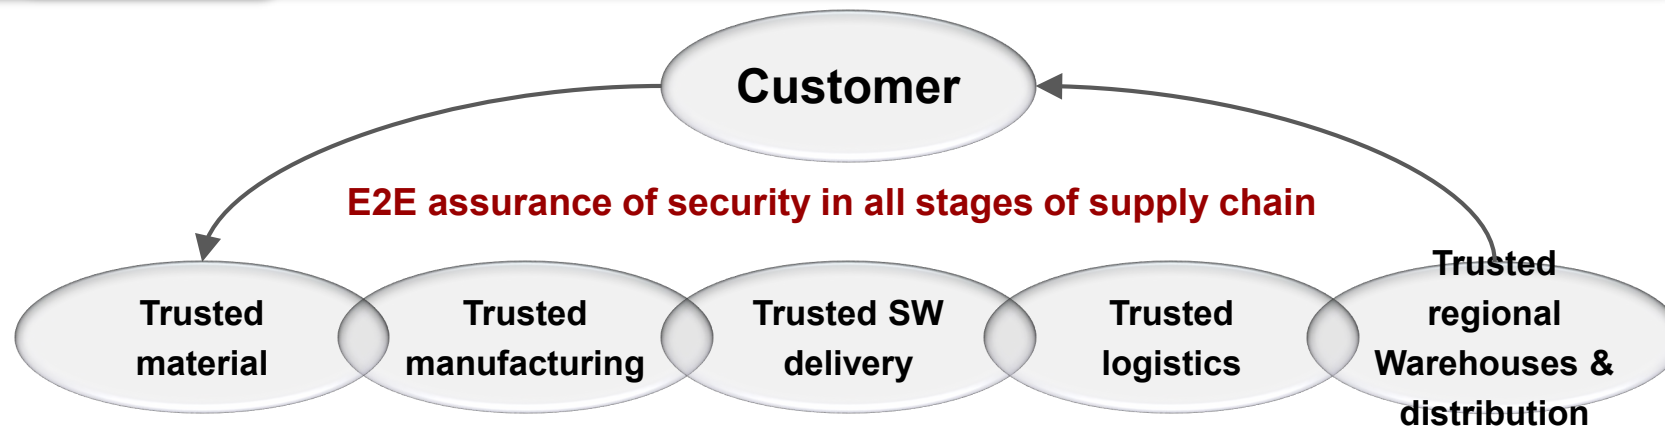 Customer
E2E assurance of security in all stages of supply chain
Trusted
material
Trusted
manufacturing
Trusted SW
delivery
Trusted
logistics
Trusted
regional
Warehouses &
distribution